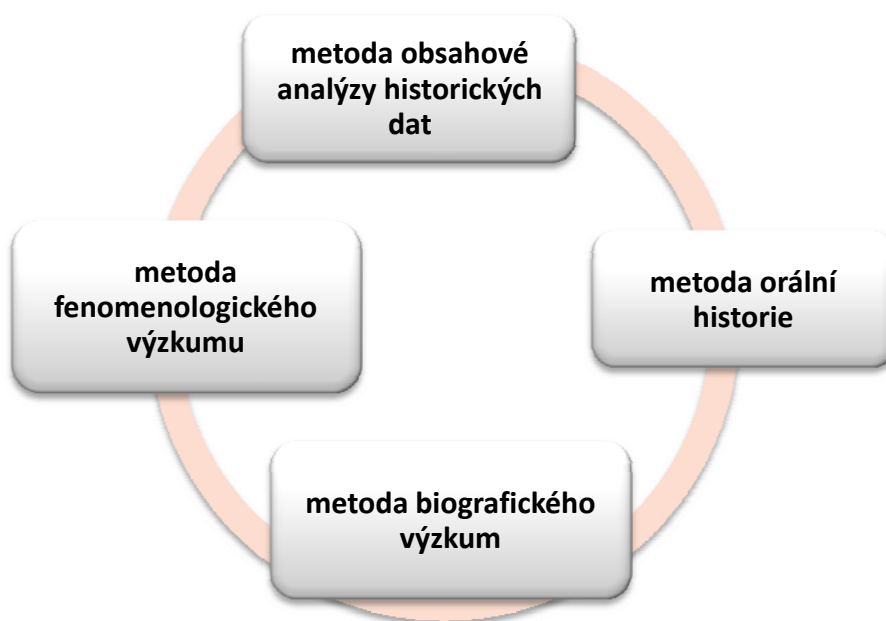 metoda obsahové
analýzy historických
dat
metoda
fenomenologického
výzkumu
metoda orální
historie
metoda biografického
výzkum